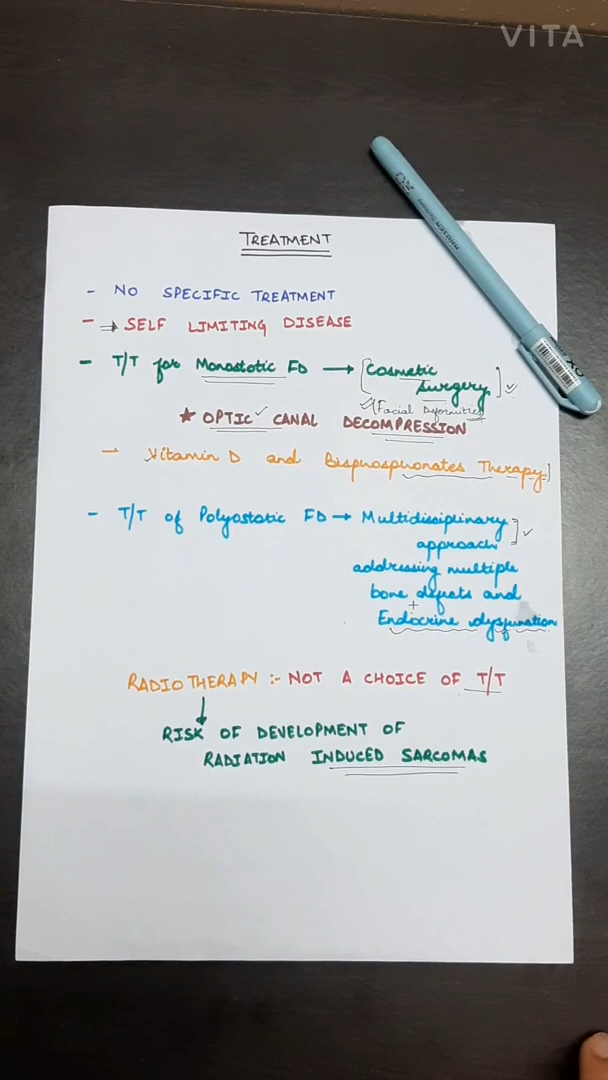 VITA
TREATMENT
- NO SPECIFIC TREATMENT
- ⇒ SELF LIMITING DISEASE
- T/T for Monostotic FD → [Cosmetic
surgery] ✓
✓(Facial Deformities)
★ OPTIC ✓ CANAL DECOMPRESSION
- Vitamin D and Bisphosphonates Therapy)
- T/T of Polyostotic FD → Multidissiplinary
approach ] ✓
addressing multiple
bone defects and
+
Endocrine dysfunation
RADIOTHERAPY :- NOT A CHOICE OF T/T
↓
RISK OF DEVELOPMENT OF
RADIATION INDUCED SARCOMAS